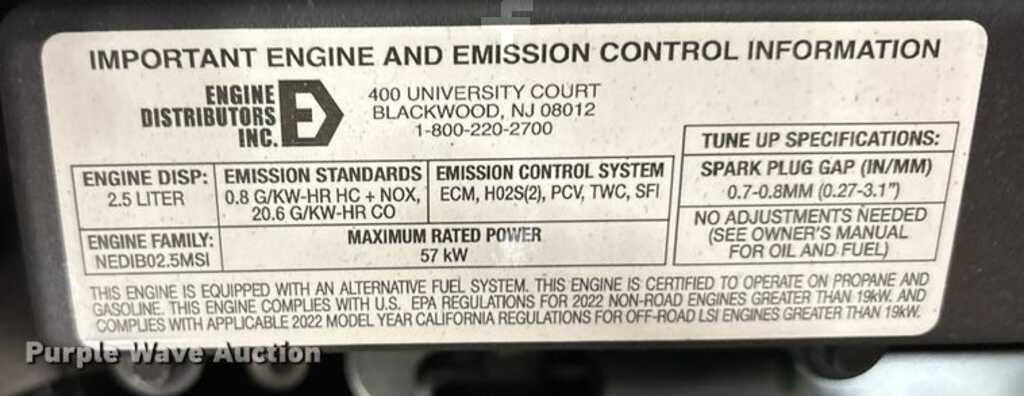 IMPORTANT ENGINE AND EMISSION CONTROL INFORMATION
ENGINE
DISTRIBUTORS
INC.
400 UNIVERSITY COURT
BLACKWOOD, NJ 08012
1-800-220-2700
ENGINE DISP:
2.5 LITER
EMISSION STANDARDS
0.8 G/KW-HR HC + NOX,
20.6 G/KW-HR CO
EMISSION CONTROL SYSTEM
ECM, H02S(2), PCV, TWC, SFI
ENGINE FAMILY:
NEDIB02.5MSI
MAXIMUM RATED POWER
57 kW
TUNE UP SPECIFICATIONS:
SPARK PLUG GAP (IN/MM)
0.7-0.8MM (0.27-3.1")
NO ADJUSTMENTS NEEDED
(SEE OWNER'S MANUAL
FOR OIL AND FUEL)
THIS ENGINE IS EQUIPPED WITH AN ALTERNATIVE FUEL SYSTEM. THIS ENGINE IS CERTIFIED TO OPERATE ON PROPANE AND
GASOLINE. THIS ENGINE COMPLIES WITH U.S. EPA REGULATIONS FOR 2022 NON-ROAD ENGINES GREATER THAN 19kW. AND
COMPLIES WITH APPLICABLE 2022 MODEL YEAR CALIFORNIA REGULATIONS FOR OFF-ROAD LSI ENGINES GREATER THAN 19kW.
Purple Wave Auction